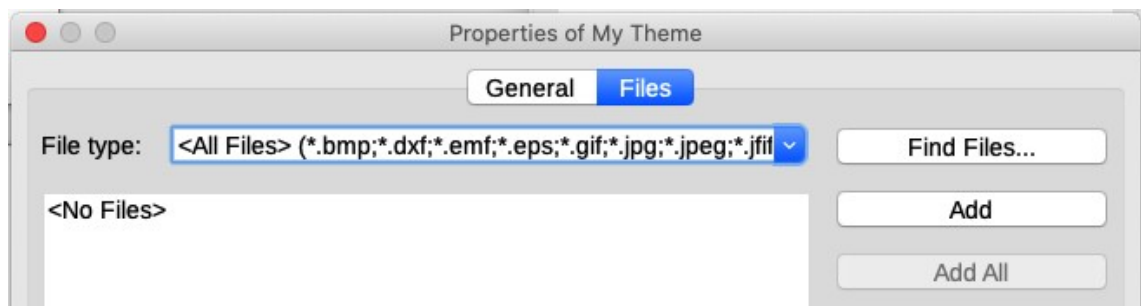 Properties of My Theme
General Files
File type: <All Files> (*.bmp;*.dxf;*.emf;*.eps;*.gif;*.jpg;*.jpeg;*.jfif Find Files...
<No Files> Add
Add All